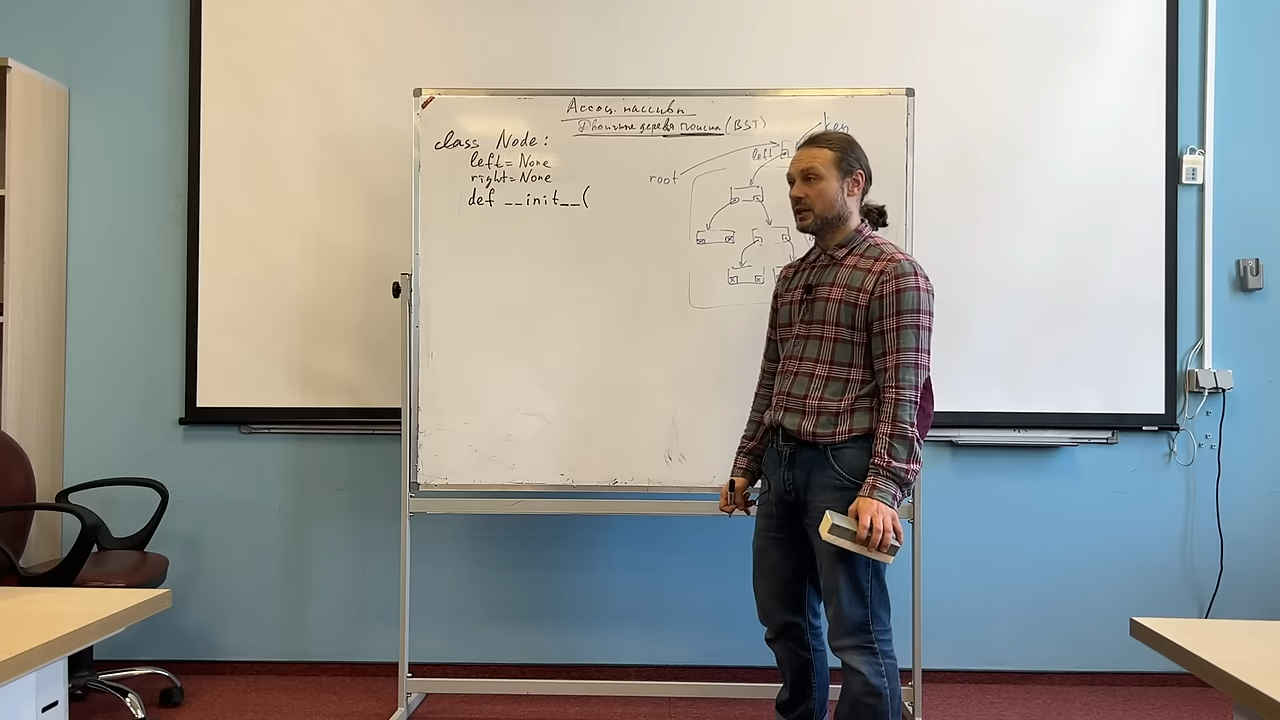 Ассоц. массивы
Двоичные деревья поиска (BST)
class Node:
left = None
right = None
def __init__(
key
left
root